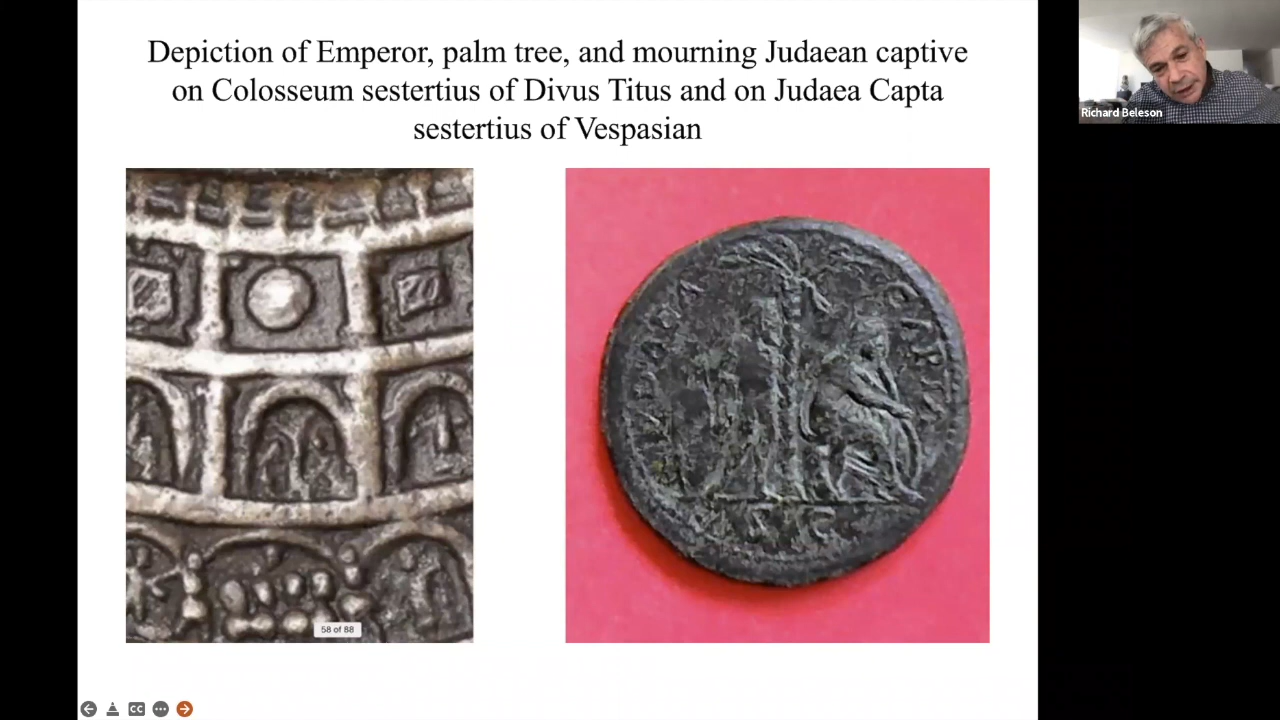 Depiction of Emperor, palm tree, and mourning Judaean captive
on Colosseum sestertius of Divus Titus and on Judaea Capta
sestertius of Vespasian
Richard Beleson
58 of 88
S C
CC